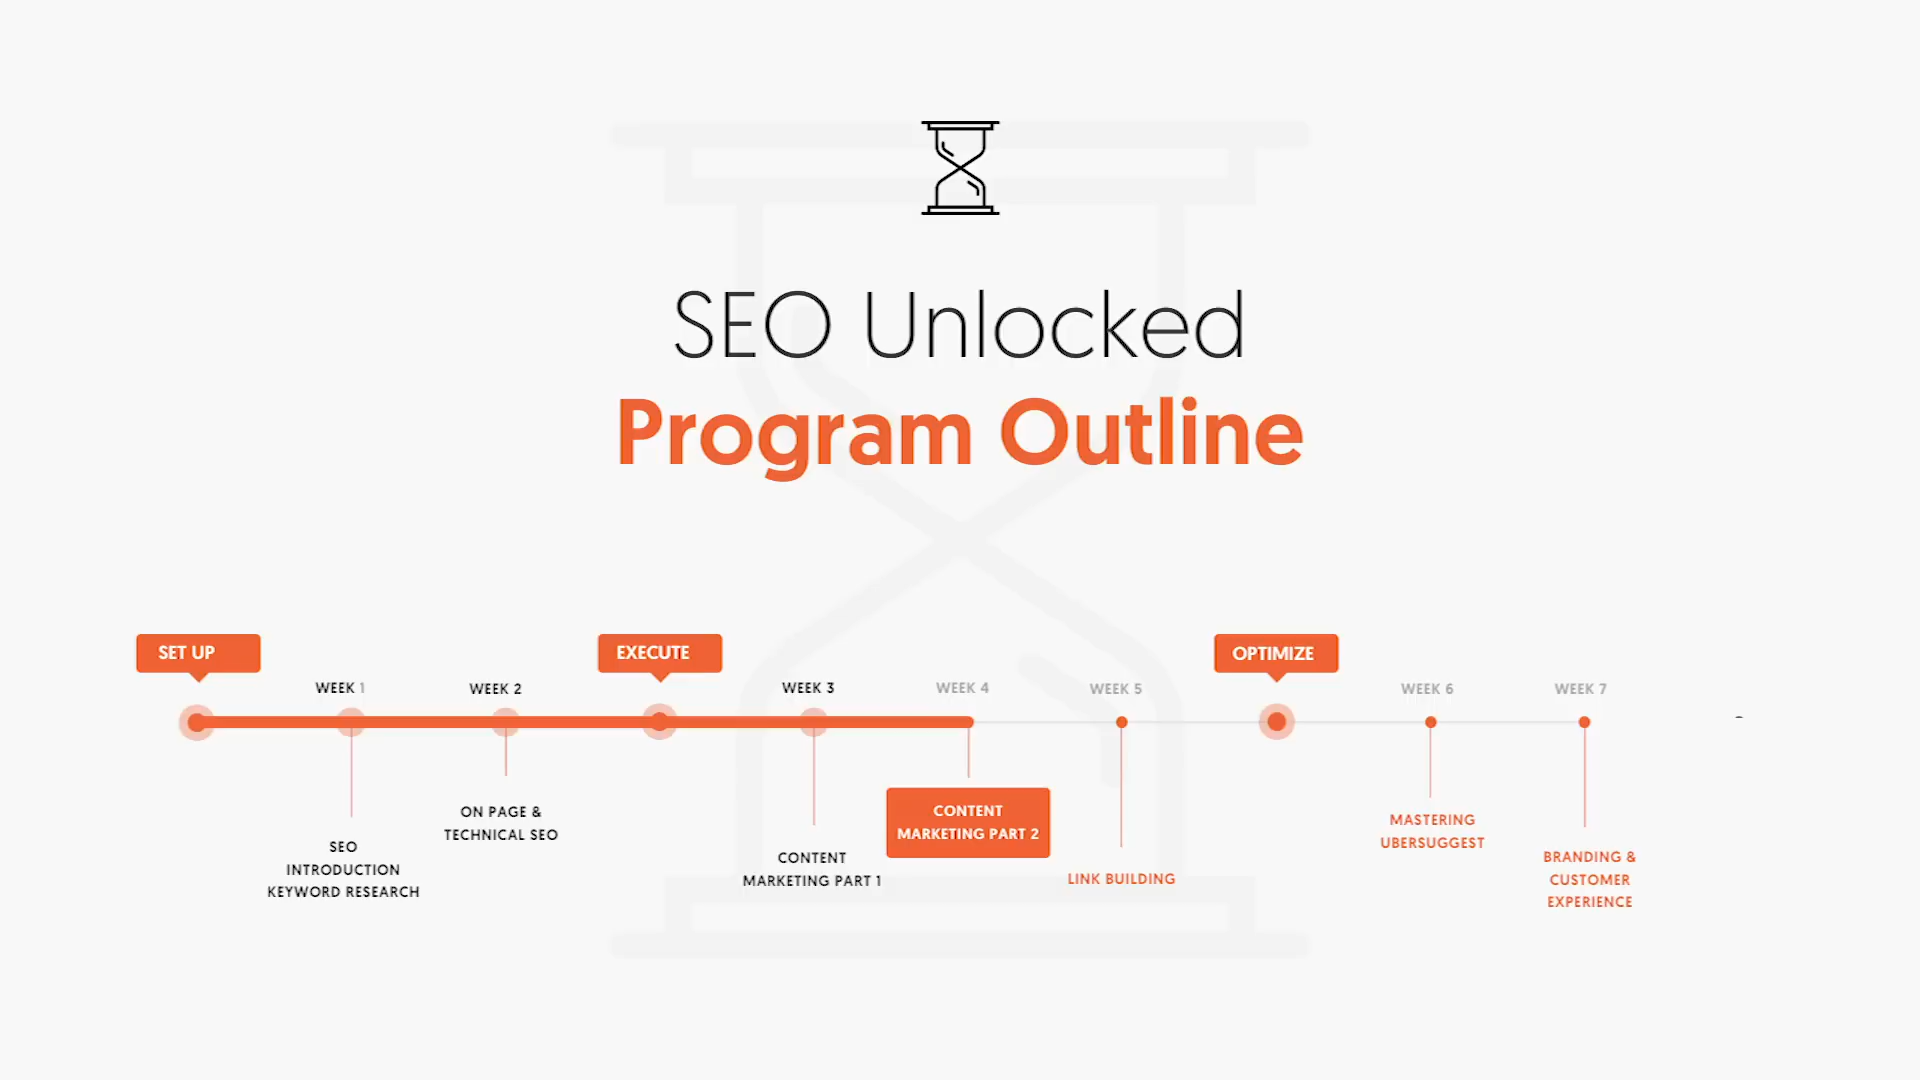 SEO Unlocked
Program Outline
SET UP
EXECUTE
OPTIMIZE
WEEK 1
WEEK 2
WEEK 3
WEEK 4
WEEK 5
WEEK 6
WEEK 7
SEO
INTRODUCTION
KEYWORD RESEARCH
ON PAGE &
TECHNICAL SEO
CONTENT
MARKETING PART 1
CONTENT
MARKETING PART 2
LINK BUILDING
MASTERING
UBERSUGGEST
BRANDING &
CUSTOMER
EXPERIENCE